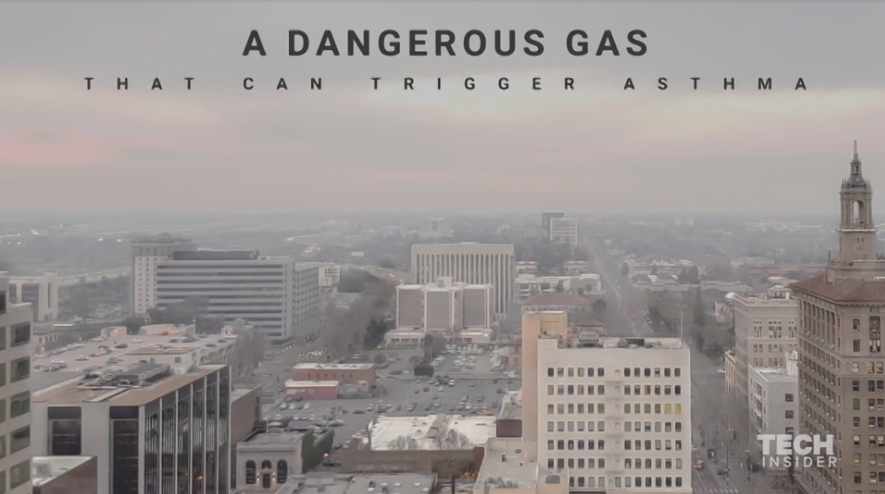 A DANGEROUS GAS
THAT CAN TRIGGER ASTHMA
TECH
INSIDER